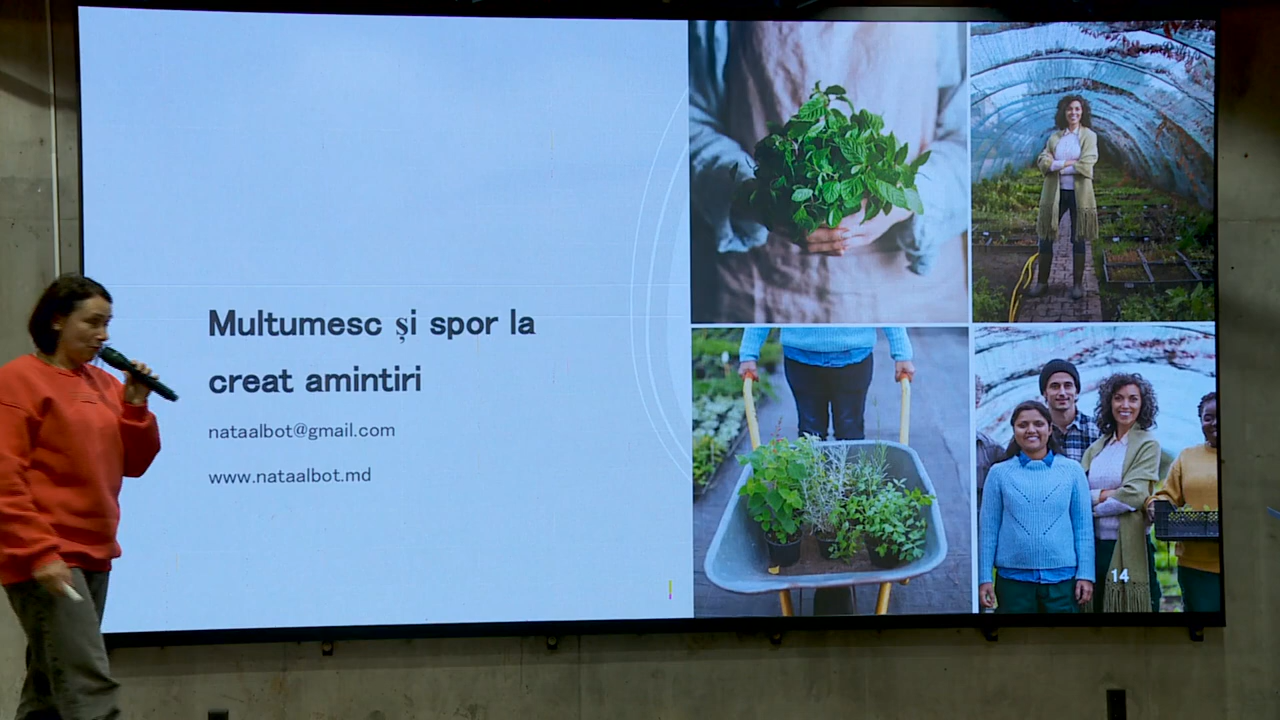 Multumesc și spor la
creat amintiri
nataalbot@gmail.com
www.nataalbot.md
14